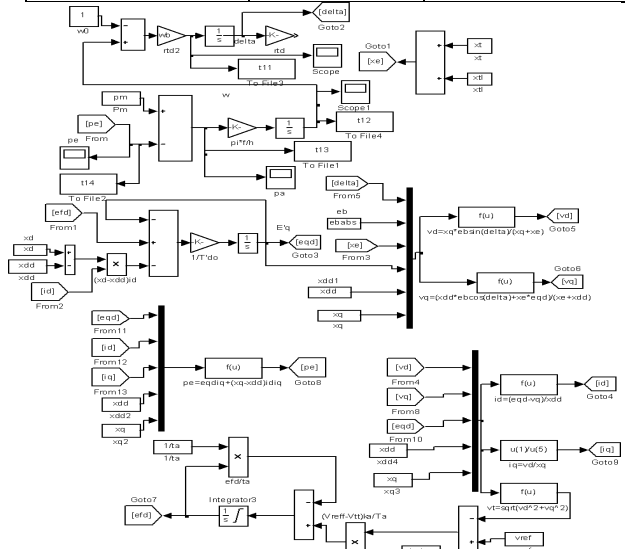 1
w0
wb
rtd2
1
s
delta
-K-
rtd
[delta]
Goto2
Scope
t11
To File3
Goto1
[xe]
xt
xt
xtl
xtl
w
Scope1
t12
To File4
pm
Pm
[pe]
pe From
-K-
pi*f/h
1
s
t13
To File1
t14
To File2
pa
[delta]
From5
[efd]
From1
eb
ebabs
f(u)
vd=xq*ebsin(delta)/(xq+xe)
[vd]
Goto5
xd
xd
xdd
xdd
×
(xd-xdd)id
-K-
1/T'do
1
s
E'q
[eqd]
Goto3
[xe]
From3
[id]
From2
xdd1
xdd
f(u)
vq=(xdd*ebcos(delta)+xe*eqd)/(xe+xdd)
Goto6
[vq]
xq
xq
[eqd]
From11
[id]
From12
[iq]
From13
xdd
xdd2
xq
xq2
f(u)
pe=eqdiq+(xq-xdd)idiq
[pe]
Goto8
[vd]
From4
[vq]
From8
[eqd]
From10
xdd
xdd4
xq
xq3
f(u)
id=(eqd-vq)/xdd
[id]
Goto4
u(1)/u(5)
iq=vd/xq
[iq]
Goto9
f(u)
vt=sqrt(vd^2+vq^2)
1/ta
1/ta
×
efd/ta
Goto7
[efd]
Integrator3
1
s
(Vreff-Vtt)ka/Ta
×
vref